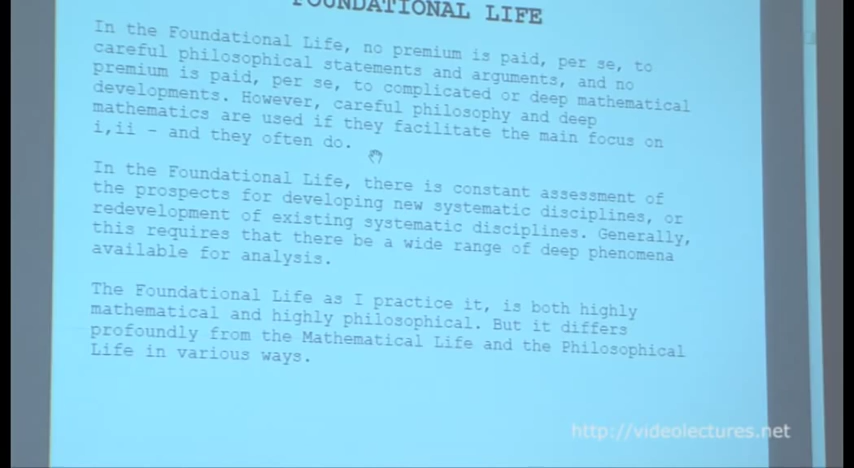 FOUNDATIONAL LIFE
In the Foundational Life, no premium is paid, per se, to
careful philosophical statements and arguments, and no
premium is paid, per se, to complicated or deep mathematical
developments. However, careful philosophy and deep
mathematics are used if they facilitate the main focus on
i,ii - and they often do.
In the Foundational Life, there is constant assessment of
the prospects for developing new systematic disciplines, or
redevelopment of existing systematic disciplines. Generally,
this requires that there be a wide range of deep phenomena
available for analysis.
The Foundational Life as I practice it, is both highly
mathematical and highly philosophical. But it differs
profoundly from the Mathematical Life and the Philosophical
Life in various ways.
http://videolectures.net